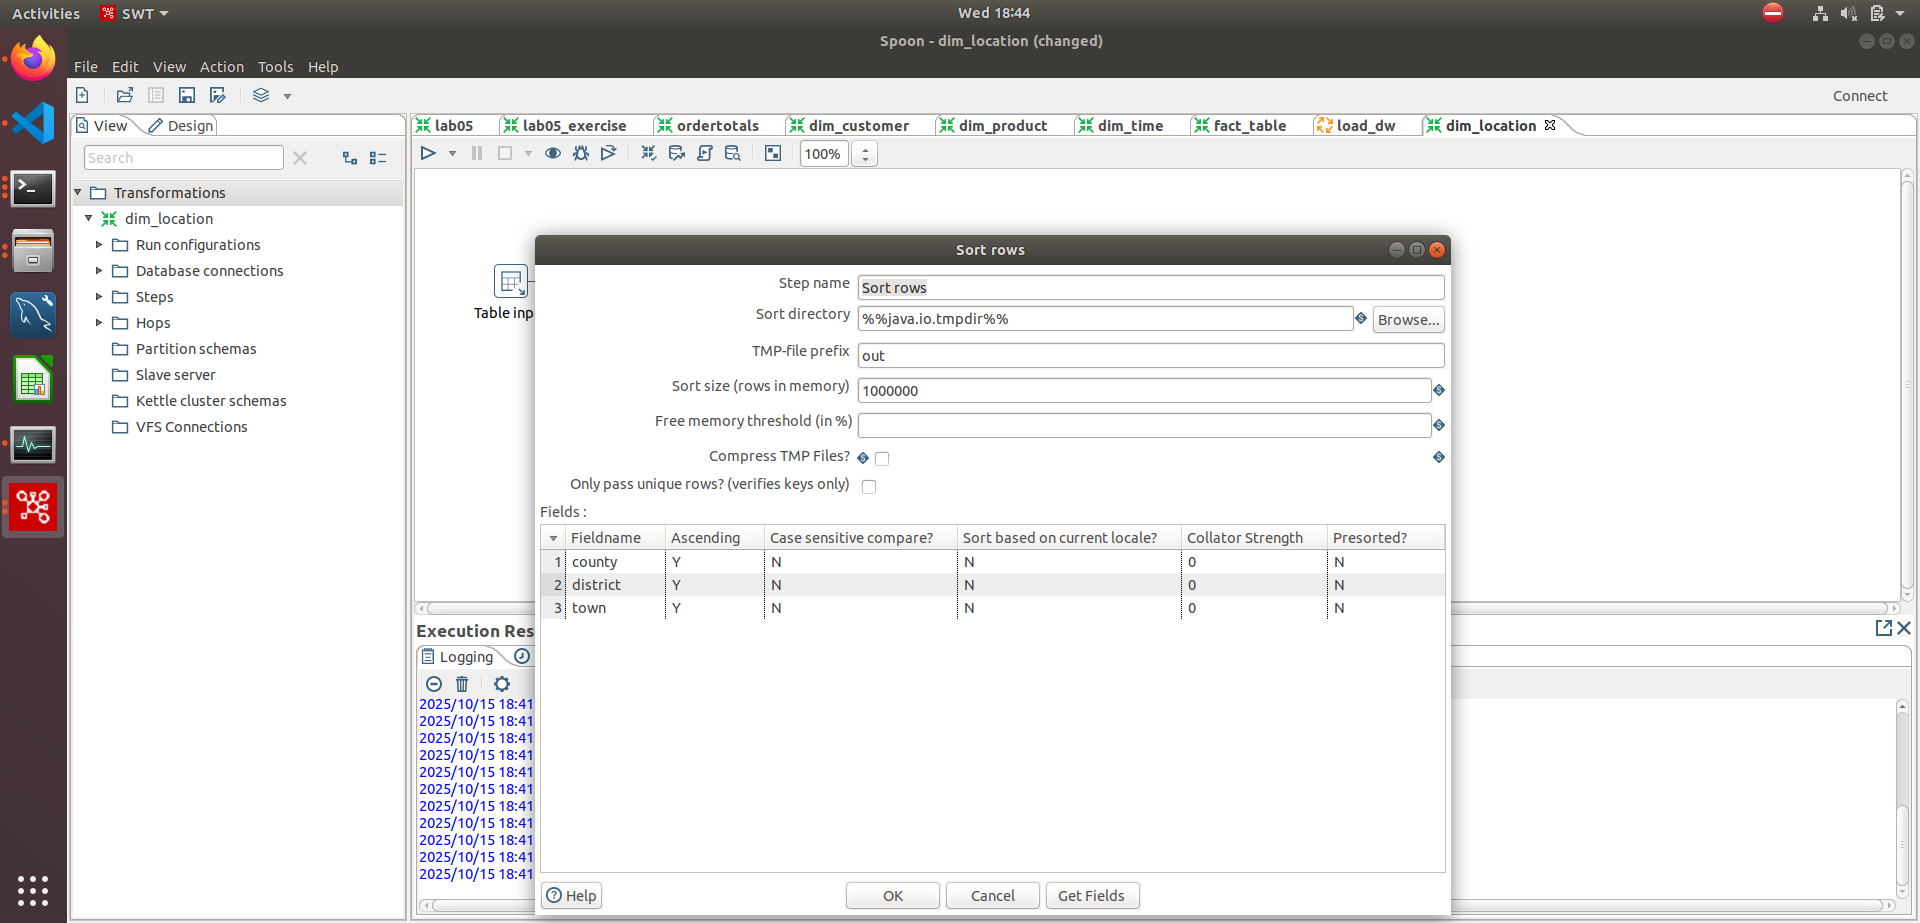 Activities SWT Wed 18:44
Spoon - dim_location (changed)
File Edit View Action Tools Help
Connect
View Design lab05 lab05_exercise ordertotals dim_customer dim_product dim_time fact_table load_dw dim_location
Search 100%
Transformations
dim_location
Run configurations
Database connections
Steps
Hops
Partition schemas
Slave server
Kettle cluster schemas
VFS Connections
Table inp
Sort rows
Step name Sort rows
Sort directory %%java.io.tmpdir%% Browse...
TMP-file prefix out
Sort size (rows in memory) 1000000
Free memory threshold (in %)
Compress TMP Files?
Only pass unique rows? (verifies keys only)
Fields :
Fieldname Ascending Case sensitive compare? Sort based on current locale? Collator Strength Presorted?
1 county Y N N 0 N
2 district Y N N 0 N
3 town Y N N 0 N
Help OK Cancel Get Fields
Execution Res
Logging
2025/10/15 18:41
2025/10/15 18:41
2025/10/15 18:41
2025/10/15 18:41
2025/10/15 18:41
2025/10/15 18:41
2025/10/15 18:41
2025/10/15 18:41
2025/10/15 18:41
2025/10/15 18:41
2025/10/15 18:41